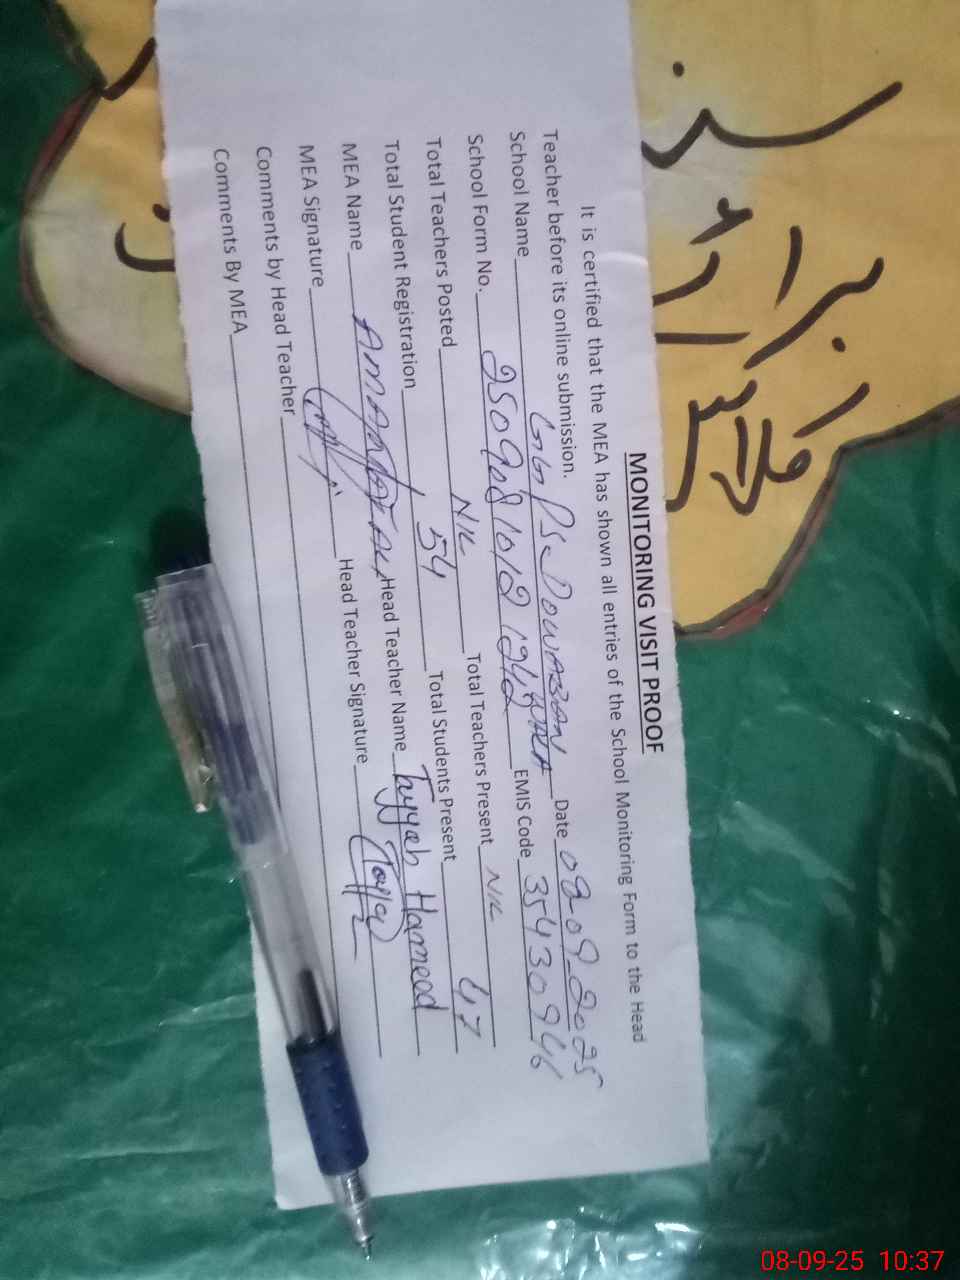 MONITORING VISIT PROOF
It is certified that the MEA has shown all entries of the School Monitoring Form to the Head
Teacher before its online submission.
School Name GGPS. DOWABAN WALA Date 08-09-2025
School Form No. 25090810121242 EMIS Code 35430946
Total Teachers Posted NIL Total Teachers Present NIL
Total Student Registration 54 Total Students Present 47
MEA Name Head Teacher Name Tayyab Hameed
MEA Signature Head Teacher Signature
Comments by Head Teacher
Comments By MEA
08-09-25 10:37